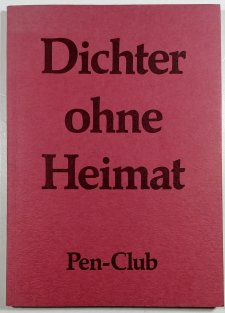 Dichter
ohne
Heimat
Pen-Club